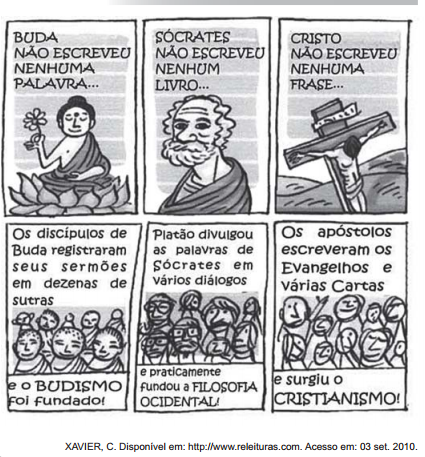 BUDA
NÃO ESCREVEU
NENHUMA
PALAVRA...
SÓCRATES
NÃO ESCREVEU
NENHUM
LIVRO...
CRISTO
NÃO ESCREVEU
NENHUMA
FRASE...
Os discípulos de
Buda registraram
seus sermões
em dezenas de
sutras
e o BUDISMO
foi fundado!
Platão divulgou
as palavras de
Sócrates em
vários diálogos
e praticamente
fundou a FILOSOFIA
OCIDENTAL!
Os apóstolos
escreveram os
Evangelhos e
várias Cartas
e surgiu o
CRISTIANISMO!
XAVIER, C. Disponível em: http://www.releituras.com. Acesso em: 03 set. 2010.